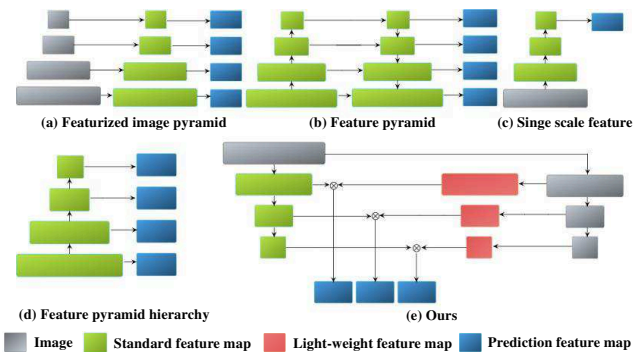 (a) Featurized image pyramid
(b) Feature pyramid
(c) Singe scale feature
(d) Feature pyramid hierarchy
(e) Ours
Image
Standard feature map
Light-weight feature map
Prediction feature map